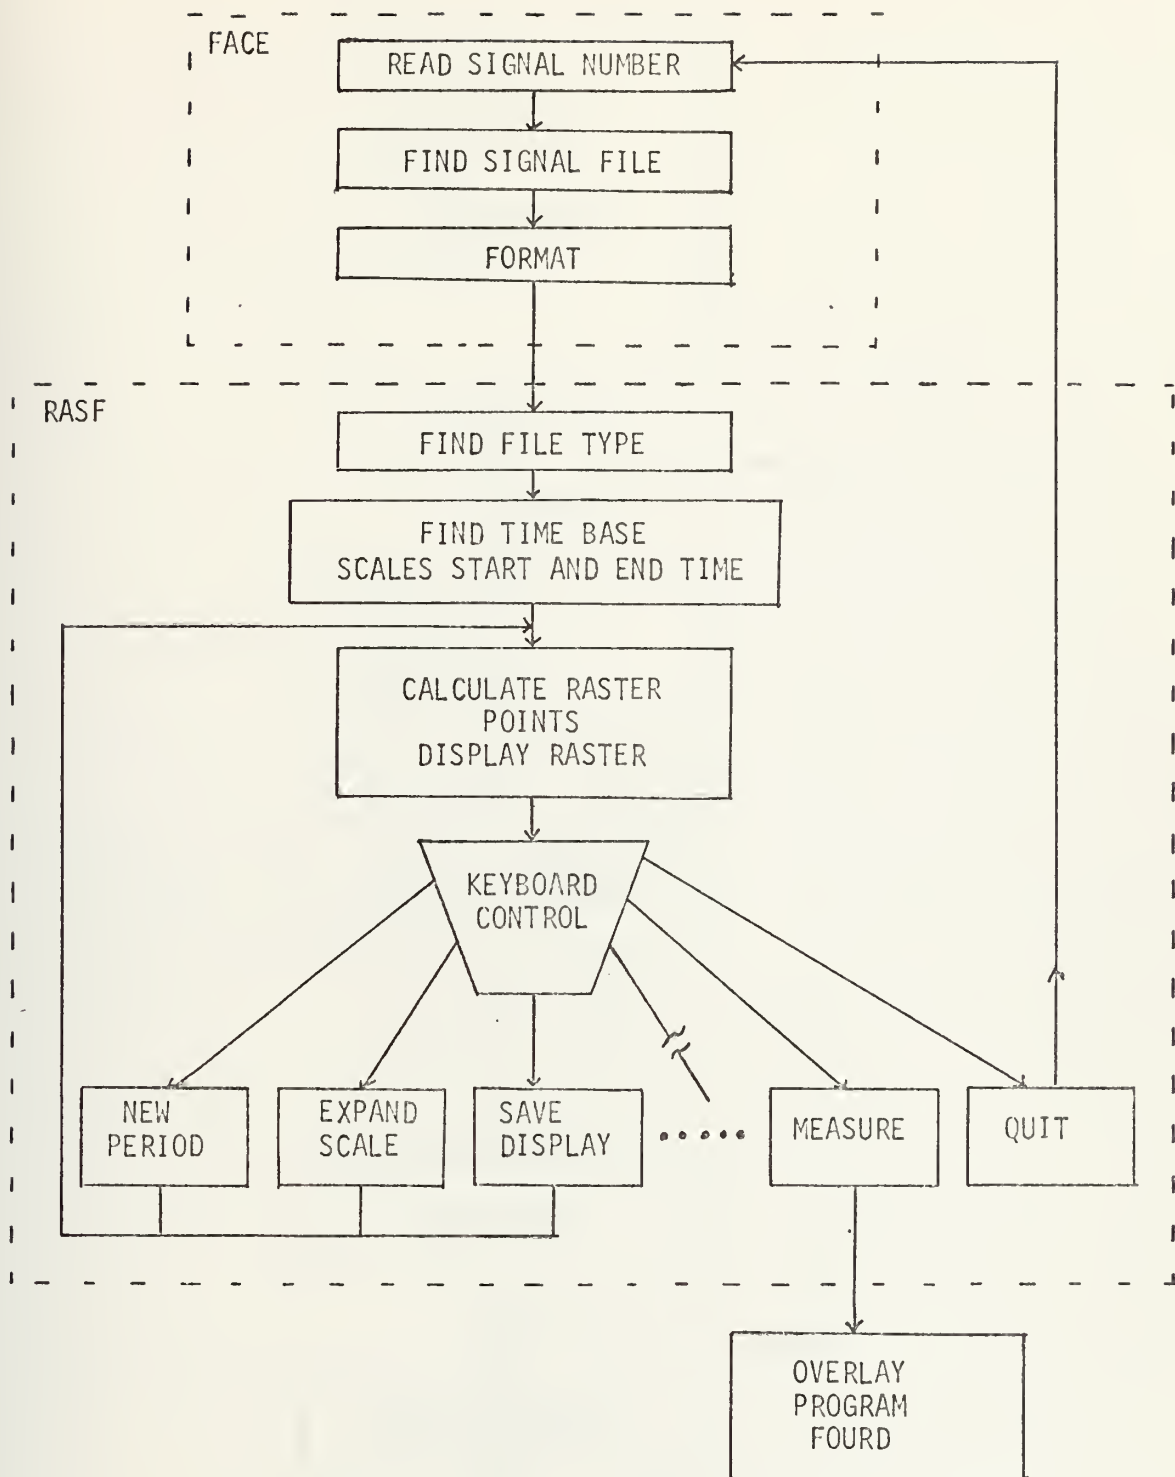 FACE
READ SIGNAL NUMBER
FIND SIGNAL FILE
FORMAT
RASF
FIND FILE TYPE
FIND TIME BASE
SCALES START AND END TIME
CALCULATE RASTER
POINTS
DISPLAY RASTER
KEYBOARD
CONTROL
NEW
PERIOD
EXPAND
SCALE
SAVE
DISPLAY
.....
MEASURE
QUIT
OVERLAY
PROGRAM
FOURD